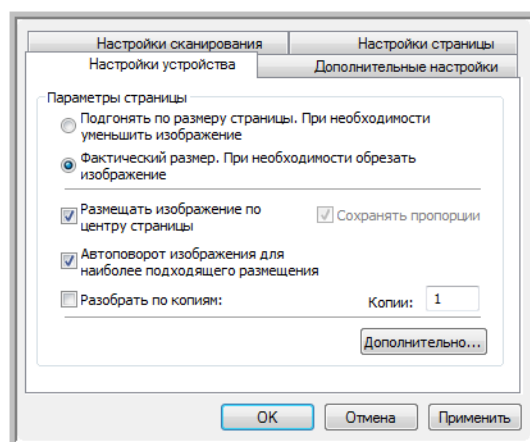 Настройки сканирования
Настройки страницы
Настройки устройства
Дополнительные настройки
Параметры страницы
Подгонять по размеру страницы. При необходимости
уменьшить изображение
Фактический размер. При необходимости обрезать
изображение
Размещать изображение по
центру страницы
Сохранять пропорции
Автоповорот изображения для
наиболее подходящего размещения
Разобрать по копиям:
Копии: 1
Дополнительно...
OK
Отмена
Применить